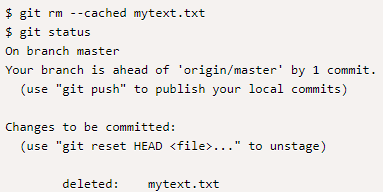 $ git rm --cached mytext.txt
$ git status
On branch master
Your branch is ahead of 'origin/master' by 1 commit.
  (use "git push" to publish your local commits)

Changes to be committed:
  (use "git reset HEAD <file>..." to unstage)

        deleted:    mytext.txt